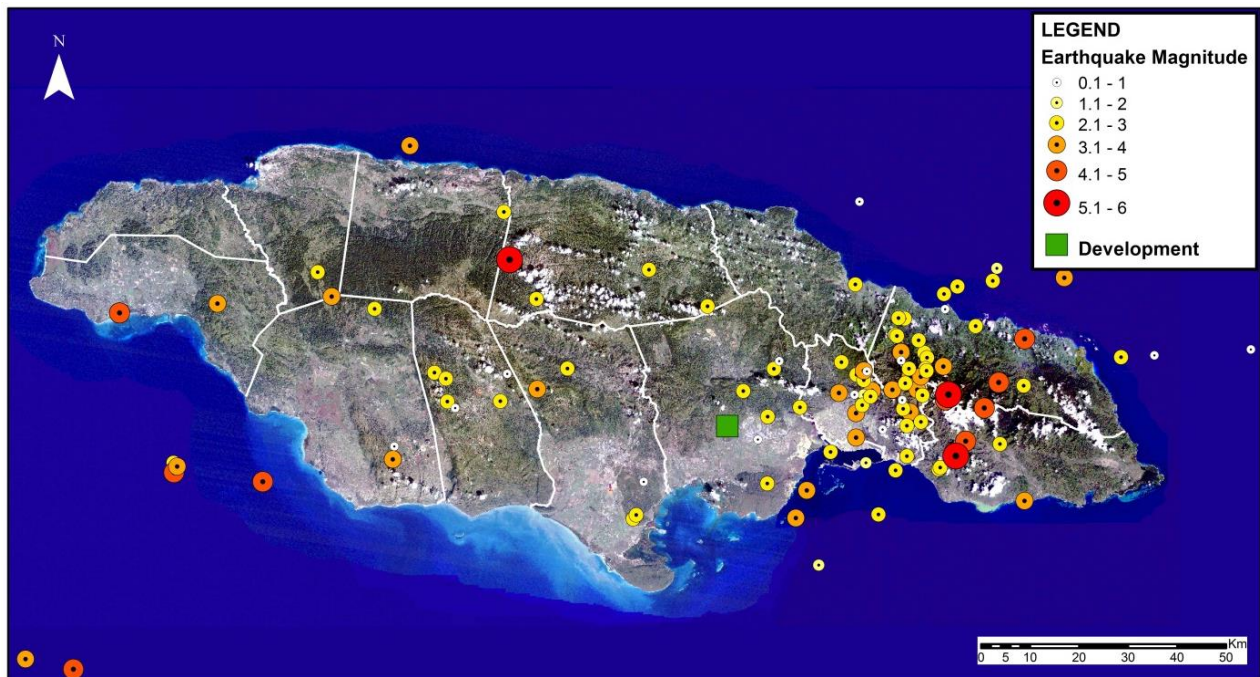 N
LEGEND
Earthquake Magnitude
0.1 - 1
1.1 - 2
2.1 - 3
3.1 - 4
4.1 - 5
5.1 - 6
Development
Km
0 5 10 20 30 40 50